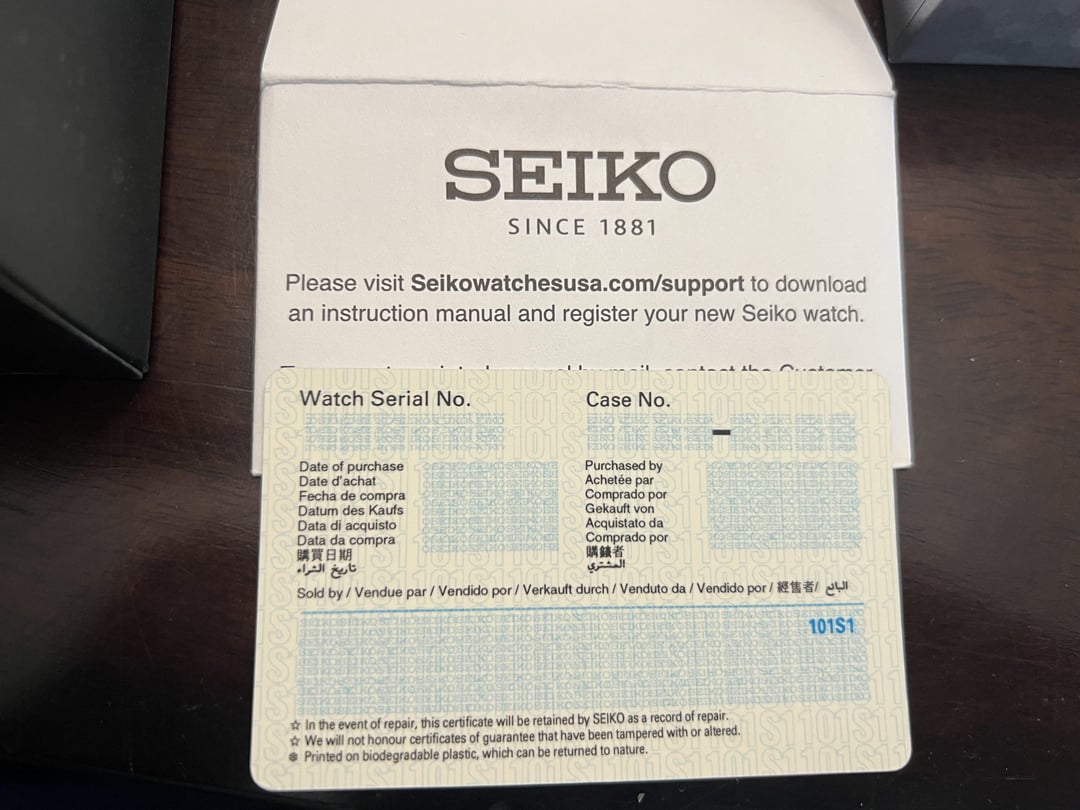 SEIKO
SINCE 1881
Please visit Seikowatchesusa.com/support to download
an instruction manual and register your new Seiko watch.
by mail, contact the Customer
Watch Serial No.
Case No.
–
Date of purchase
Date d'achat
Fecha de compra
Datum des Kaufs
Data di acquisto
Data da compra
購買日期
تاريخ الشراء
Purchased by
Achetée par
Comprado por
Gekauft von
Acquistato da
Comprado por
購錶者
المشتري
Sold by / Vendue par / Vendido por / Verkauft durch / Venduto da / Vendido por / 經售者/ البائع
101S1
☆ In the event of repair, this certificate will be retained by SEIKO as a record of repair.
☆ We will not honour certificates of guarantee that have been tampered with or altered.
❄ Printed on biodegradable plastic, which can be returned to nature.